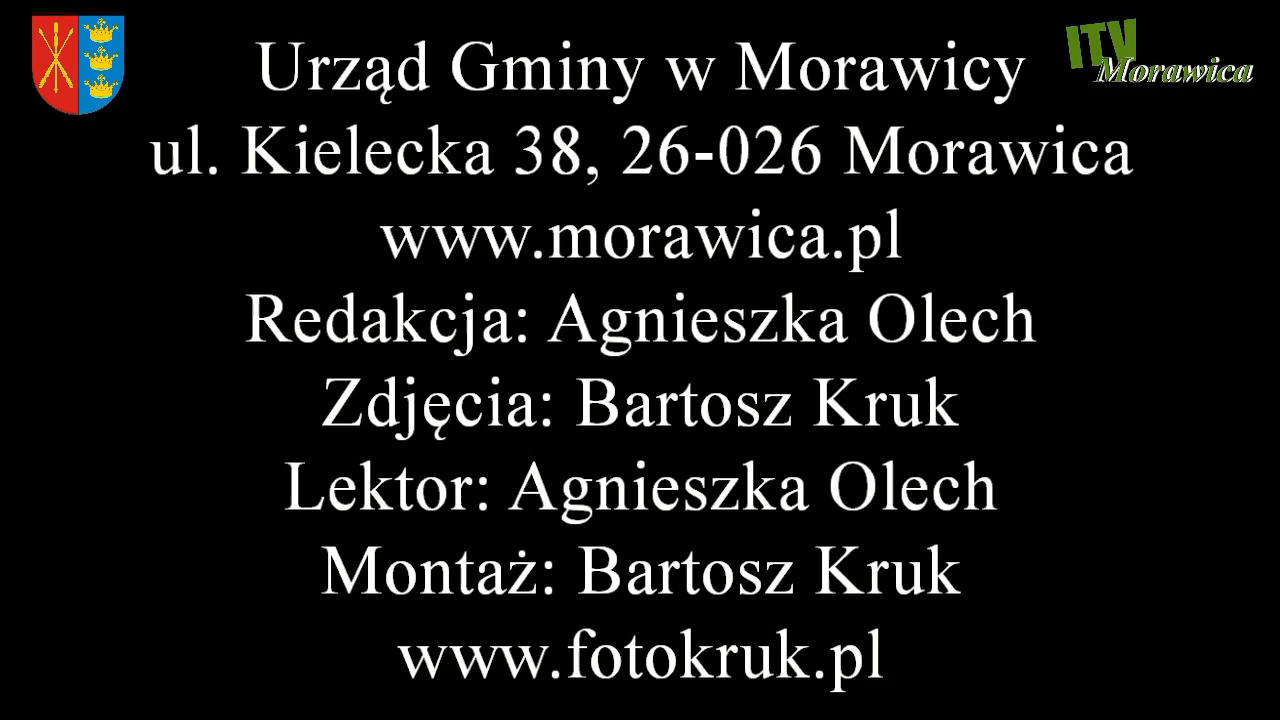 ITV
Morawica
Urząd Gminy w Morawicy
ul. Kielecka 38, 26-026 Morawica
www.morawica.pl
Redakcja: Agnieszka Olech
Zdjęcia: Bartosz Kruk
Lektor: Agnieszka Olech
Montaż: Bartosz Kruk
www.fotokruk.pl